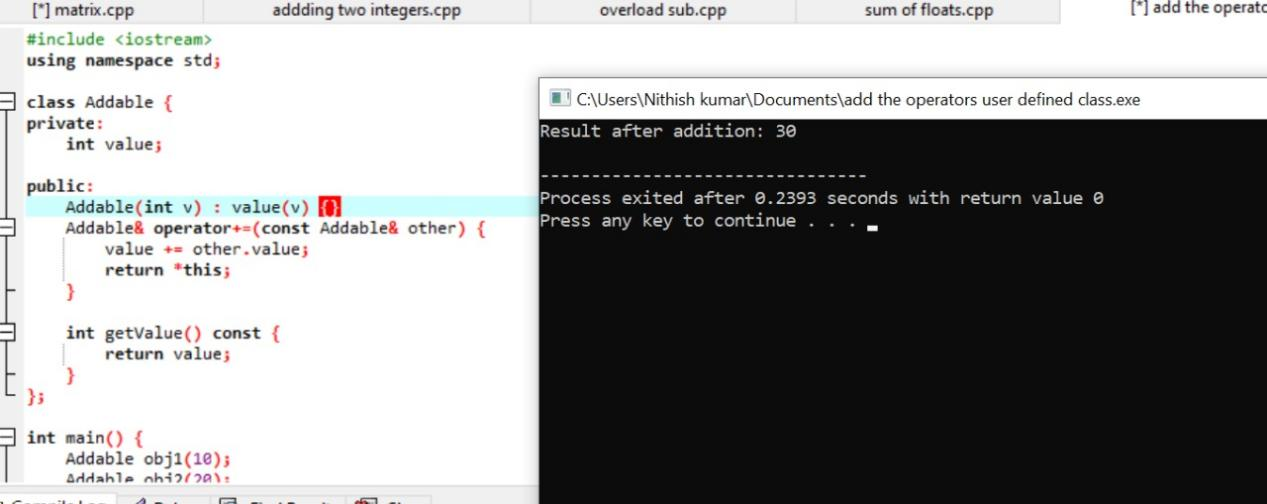 [*] matrix.cpp
addding two integers.cpp
overload sub.cpp
sum of floats.cpp
[*] add the operato
#include <iostream>
using namespace std;
class Addable {
private:
int value;
public:
Addable(int v) : value(v) {}
Addable& operator+=(const Addable& other) {
value += other.value;
return *this;
}
int getValue() const {
return value;
}
};
int main() {
Addable obj1(10);
Addable obj2(20);
C:\Users\Nithish kumar\Documents\add the operators user defined class.exe
Result after addition: 30
--------------------------------
Process exited after 0.2393 seconds with return value 0
Press any key to continue . . .